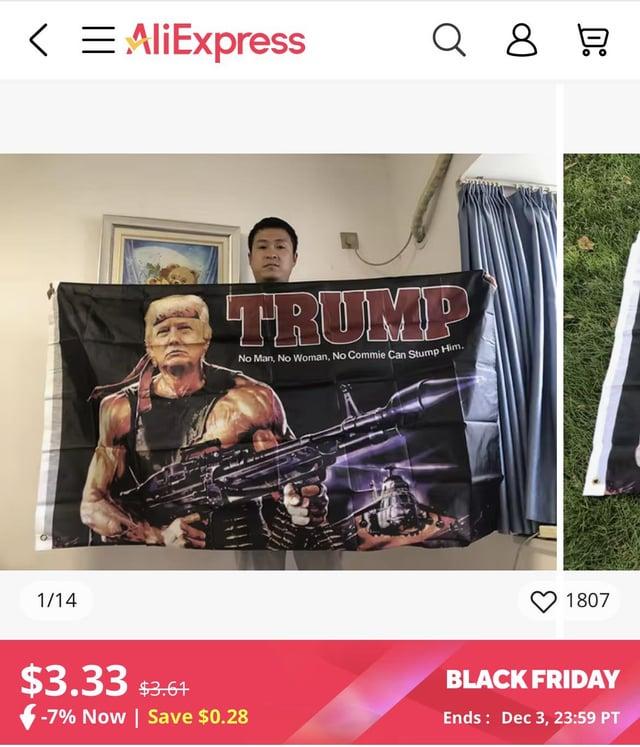 AliExpress
TRUMP
No Man, No Woman, No Commie Can Stump Him.
1/14
1807
$3.33 $3.61
-7% Now | Save $0.28
BLACK FRIDAY
Ends : Dec 3, 23:59 PT